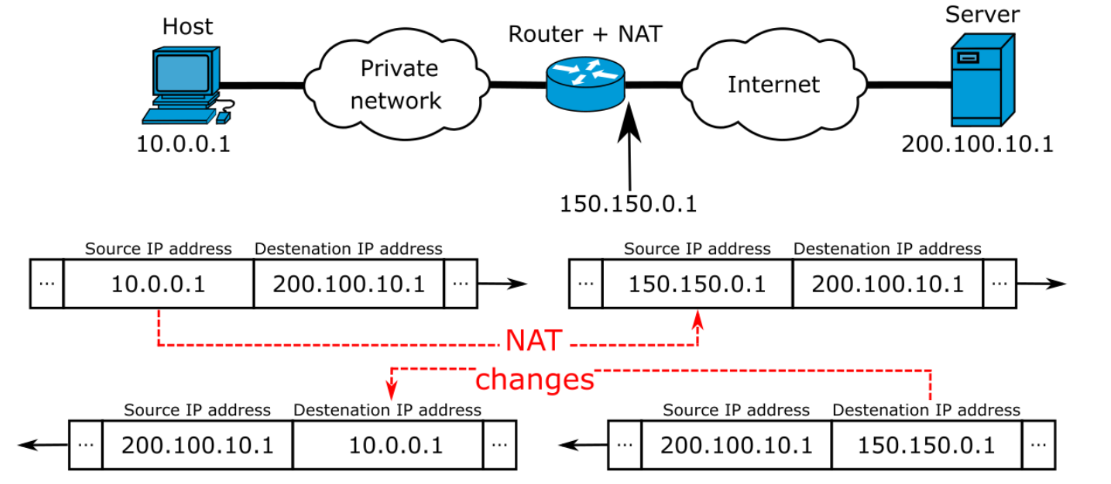 Host
Router + NAT
Server
Private
network
Internet
10.0.0.1
200.100.10.1
150.150.0.1
Source IP address Destenation IP address
... 10.0.0.1 200.100.10.1 ...
Source IP address Destenation IP address
... 150.150.0.1 200.100.10.1 ...
NAT
changes
Source IP address Destenation IP address
... 200.100.10.1 10.0.0.1 ...
Source IP address Destenation IP address
... 200.100.10.1 150.150.0.1 ...